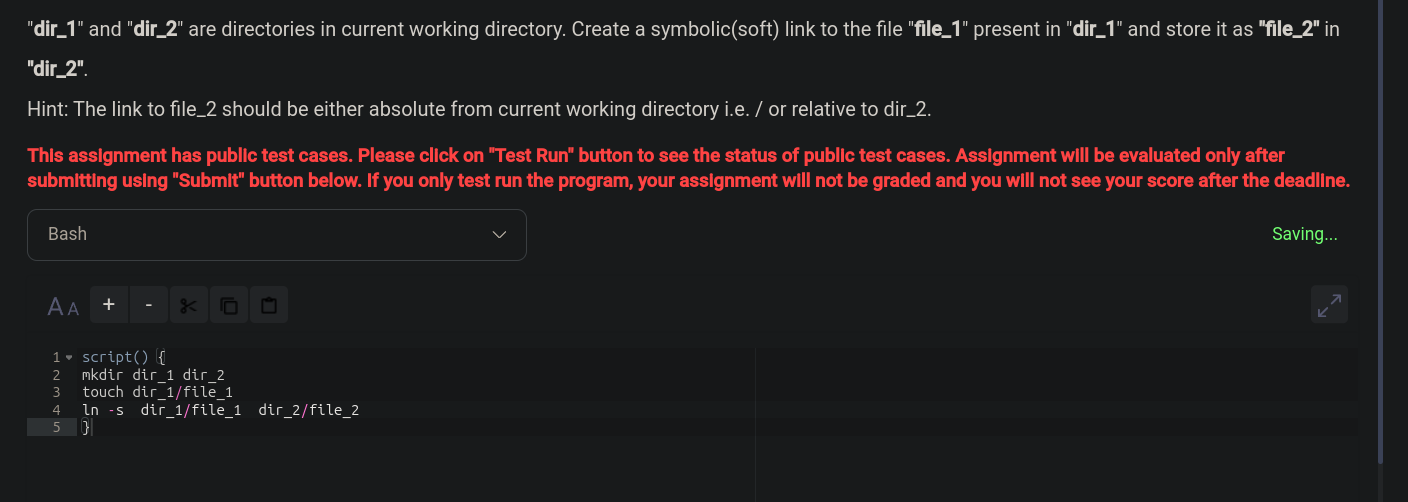 "dir_1" and "dir_2" are directories in current working directory. Create a symbolic(soft) link to the file "file_1" present in "dir_1" and store it as "file_2" in
"dir_2".
Hint: The link to file_2 should be either absolute from current working directory i.e. / or relative to dir_2.
This assignment has public test cases. Please click on "Test Run" button to see the status of public test cases. Assignment will be evaluated only after
submitting using "Submit" button below. If you only test run the program, your assignment will not be graded and you will not see your score after the deadline.
Bash
Saving...
A A + -
1 script() {
2 mkdir dir_1 dir_2
3 touch dir_1/file_1
4 ln -s  dir_1/file_1  dir_2/file_2
5 }